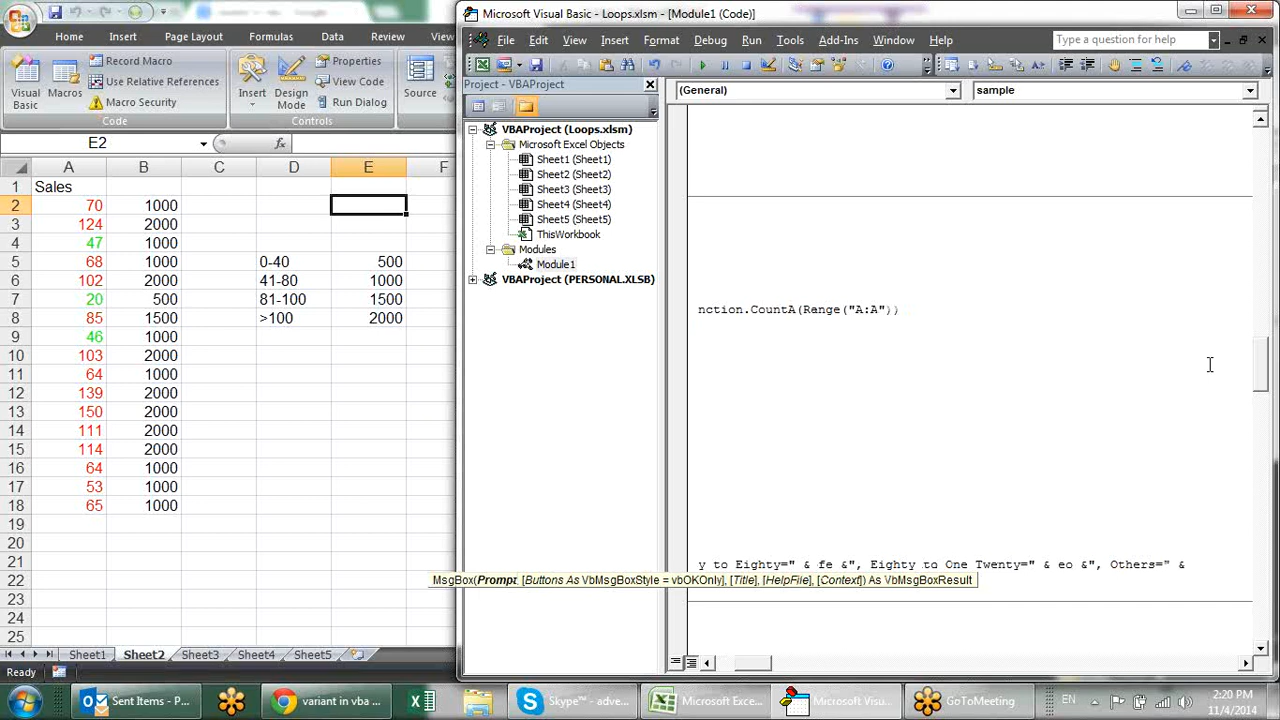 Microsoft Visual Basic - Loops.xlsm - [Module1 (Code)]
Home Insert Page Layout Formulas Data Review View
File Edit View Insert Format Debug Run Tools Add-Ins Window Help
Type a question for help
Visual Basic
Macros
Record Macro
Use Relative References
Macro Security
Code
Insert
Design Mode
Properties
View Code
Run Dialog
Controls
Source
E2
fx
Project - VBAProject
VBAProject (Loops.xlsm)
Microsoft Excel Objects
Sheet1 (Sheet1)
Sheet2 (Sheet2)
Sheet3 (Sheet3)
Sheet4 (Sheet4)
Sheet5 (Sheet5)
ThisWorkbook
Modules
Module1
VBAProject (PERSONAL.XLSB)
(General)
sample
A B C D E F
1 Sales
2 70 1000
3 124 2000
4 47 1000
5 68 1000 0-40 500
6 102 2000 41-80 1000
7 20 500 81-100 1500
8 85 1500 >100 2000
9 46 1000
10 103 2000
11 64 1000
12 139 2000
13 150 2000
14 111 2000
15 114 2000
16 64 1000
17 53 1000
18 65 1000
19
20
21
22
23
24
25
nction.CountA(Range("A:A"))
y to Eighty=" & fe &", Eighty to One Twenty=" & eo &", Others=" &
MsgBox(Prompt, [Buttons As VbMsgBoxStyle = vbOKOnly], [Title], [HelpFile], [Context]) As VbMsgBoxResult
Sheet1 Sheet2 Sheet3 Sheet4 Sheet5
Ready
Sent Items - P...
variant in vba ...
Skype™ - adve...
Microsoft Exce...
Microsoft Visu...
GoToMeeting
EN
2:20 PM
11/4/2014